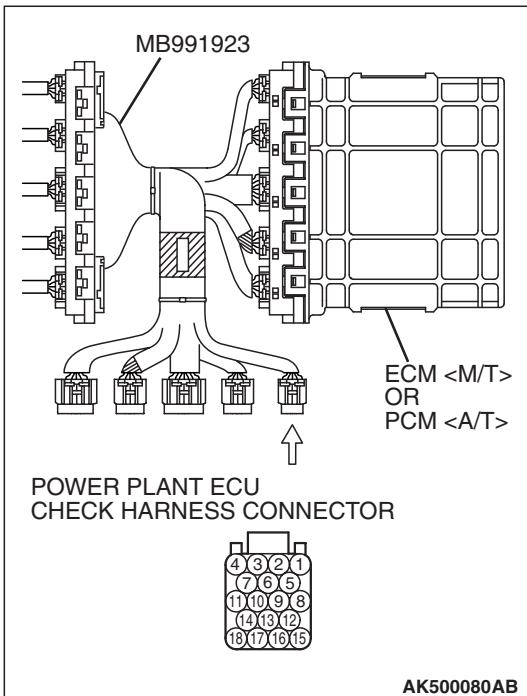 MB991923
ECM <M/T>
OR
PCM <A/T>
POWER PLANT ECU
CHECK HARNESS CONNECTOR
4 3 2 1
7 6 5
11 10 9 8
14 13 12
18 17 16 15
AK500080AB